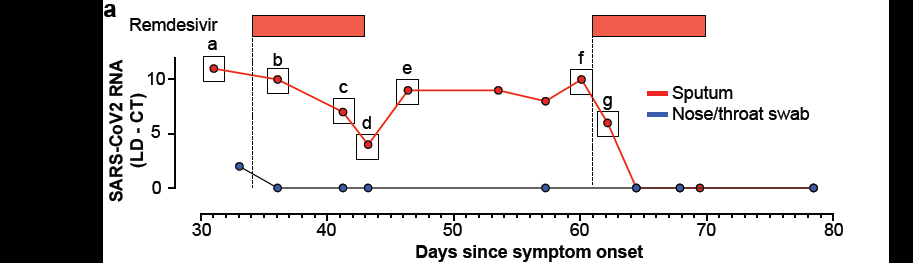 a
Remdesivir
a
b
c
d
e
f
g
SARS-CoV2 RNA
(LD - CT)
10
5
0
Sputum
Nose/throat swab
30 40 50 60 70 80
Days since symptom onset